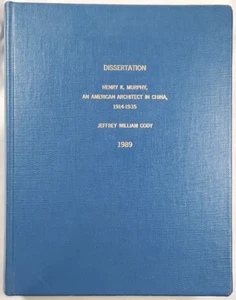 DISSERTATION
HENRY K. MURPHY,
AN AMERICAN ARCHITECT IN CHINA,
1914-1935
JEFFREY WILLIAM CODY
1989